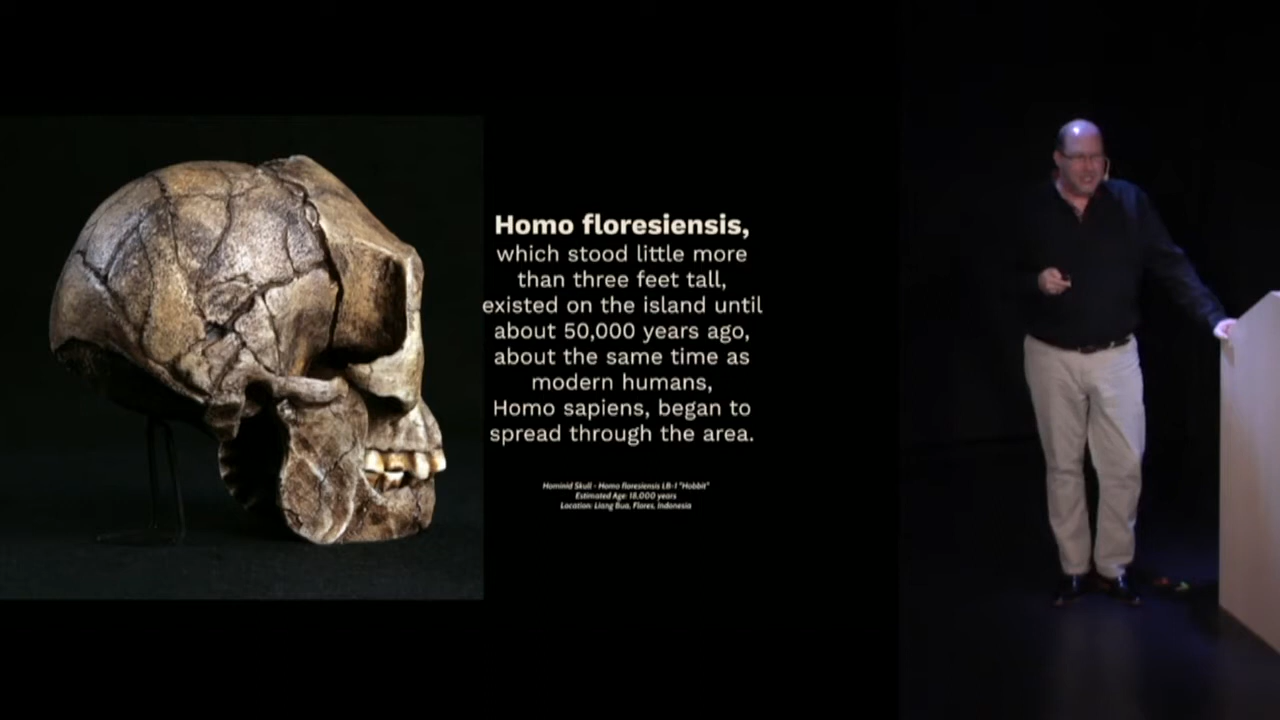 Homo floresiensis,
which stood little more
than three feet tall,
existed on the island until
about 50,000 years ago,
about the same time as
modern humans,
Homo sapiens, began to
spread through the area.
Hominid Skull - Homo floresiensis LB-1 "Hobbit"
Estimated Age: 18,000 years
Location: Liang Bua, Flores, Indonesia